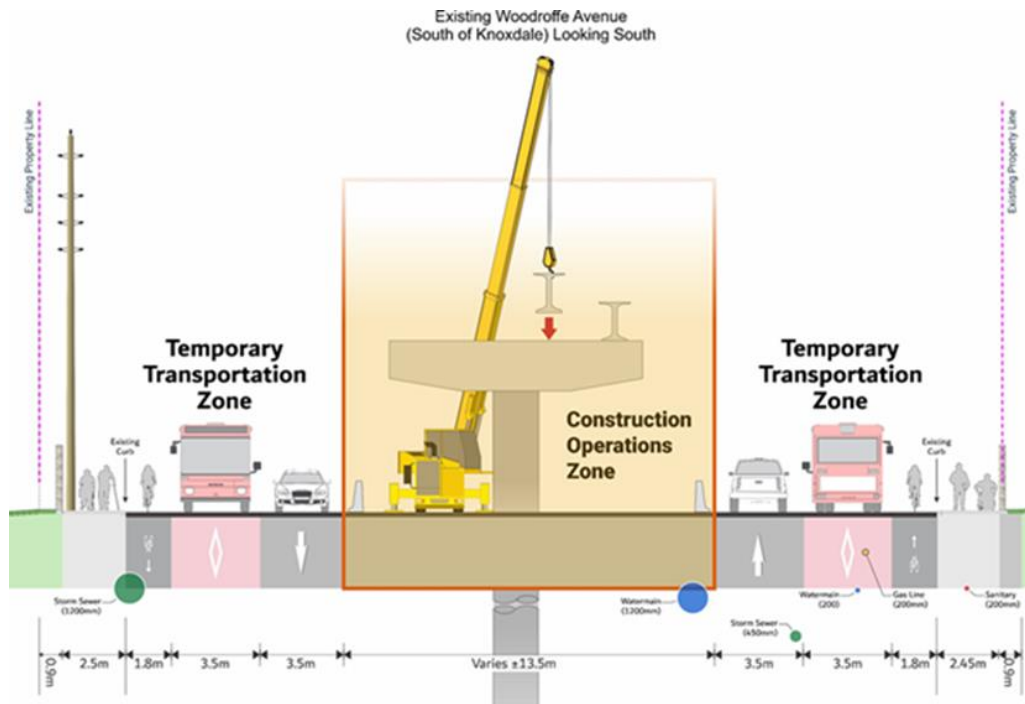 Existing Woodroffe Avenue
(South of Knoxdale) Looking South
Existing Property Line
Existing Property Line
Temporary
Transportation
Zone
Temporary
Transportation
Zone
Construction
Operations
Zone
Existing
Curb
Existing
Curb
Storm Sewer
(1200mm)
Watermain
(1200mm)
Watermain
(200)
Gas Line
(200mm)
Sanitary
(200mm)
Storm Sewer
(450mm)
0.9m
2.5m
1.8m
3.5m
3.5m
Varies ±13.5m
3.5m
3.5m
1.8m
2.45m
0.9m